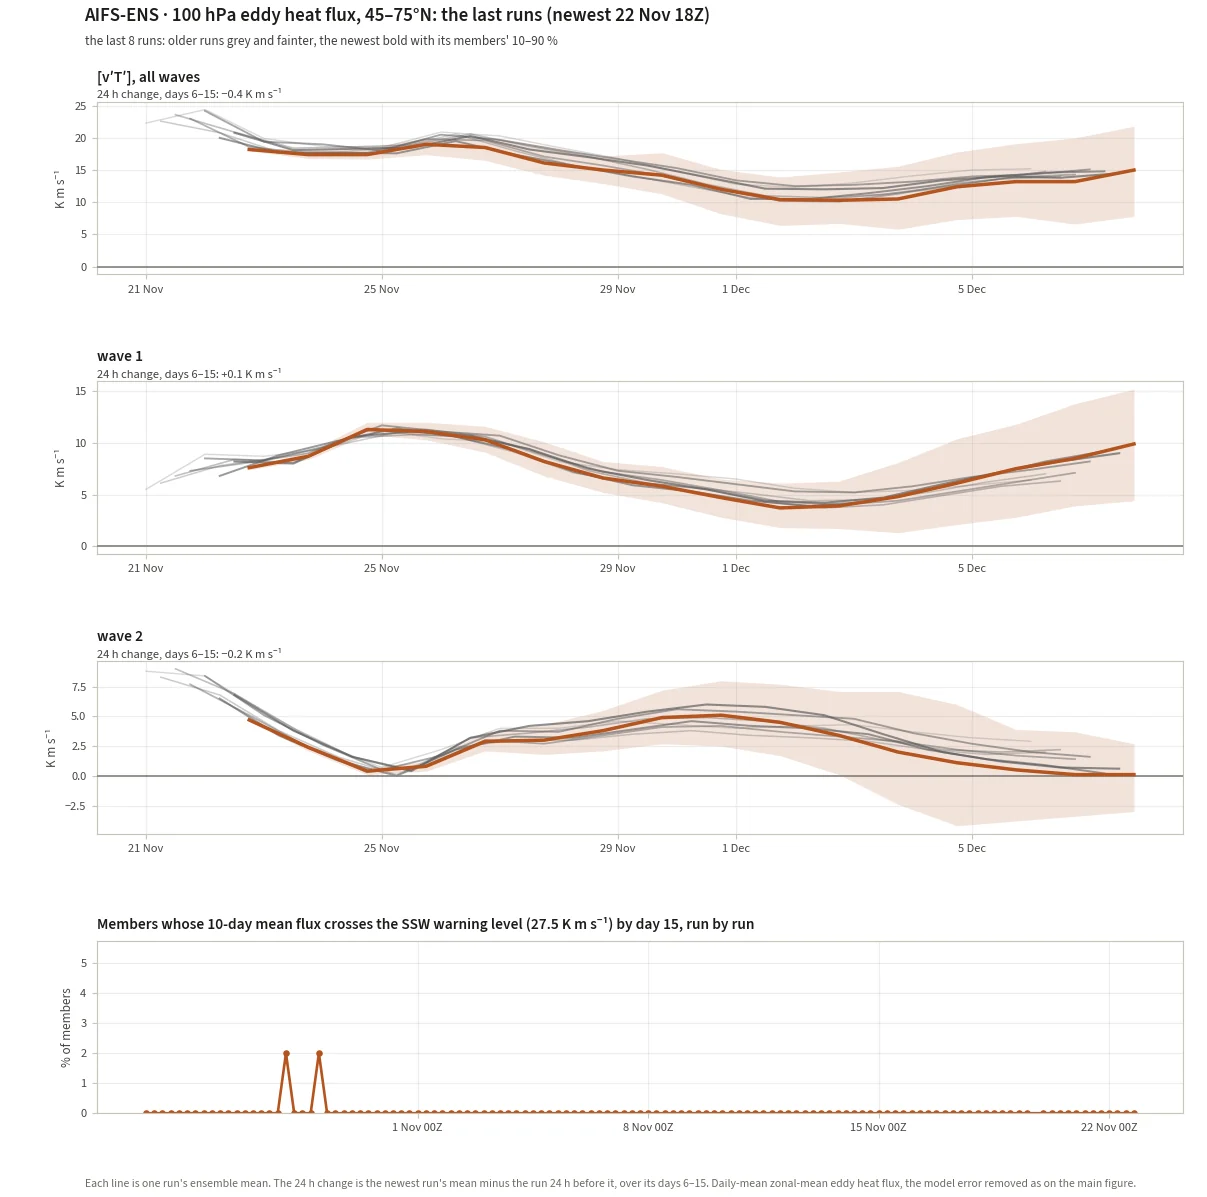 AIFS-ENS · 100 hPa eddy heat flux, 45–75°N: the last runs (newest 22 Nov 18Z)
the last 8 runs: older runs grey and fainter, the newest bold with its members' 10–90 %
[v′T′], all waves
24 h change, days 6–15: −0.4 K m s⁻¹
25
20
15
10
5
0
K m s⁻¹
21 Nov
25 Nov
29 Nov
1 Dec
5 Dec
wave 1
24 h change, days 6–15: +0.1 K m s⁻¹
15
10
5
0
K m s⁻¹
21 Nov
25 Nov
29 Nov
1 Dec
5 Dec
wave 2
24 h change, days 6–15: −0.2 K m s⁻¹
7.5
5.0
2.5
0.0
−2.5
K m s⁻¹
21 Nov
25 Nov
29 Nov
1 Dec
5 Dec
Members whose 10-day mean flux crosses the SSW warning level (27.5 K m s⁻¹) by day 15, run by run
5
4
3
2
1
0
% of members
1 Nov 00Z
8 Nov 00Z
15 Nov 00Z
22 Nov 00Z
Each line is one run's ensemble mean. The 24 h change is the newest run's mean minus the run 24 h before it, over its days 6–15. Daily-mean zonal-mean eddy heat flux, the model error removed as on the main figure.